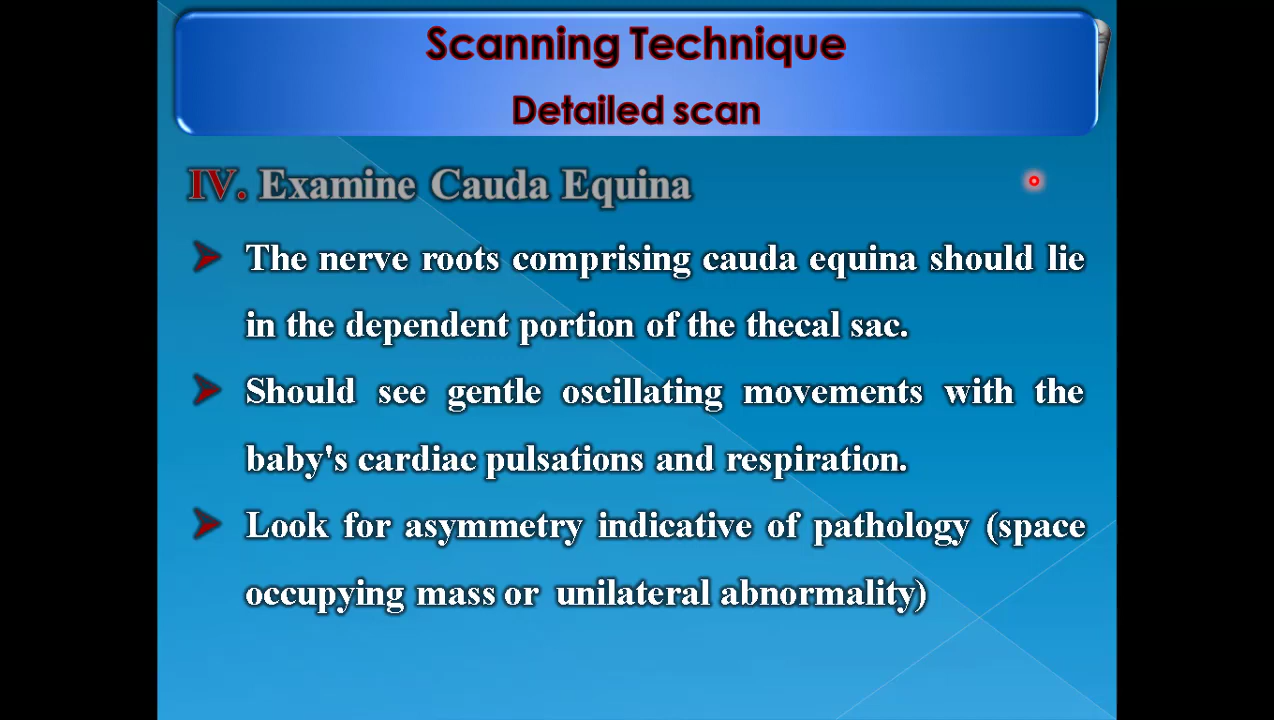 Scanning Technique
Detailed scan
IV. Examine Cauda Equina
The nerve roots comprising cauda equina should lie
in the dependent portion of the thecal sac.
Should see gentle oscillating movements with the
baby's cardiac pulsations and respiration.
Look for asymmetry indicative of pathology (space
occupying mass or unilateral abnormality)